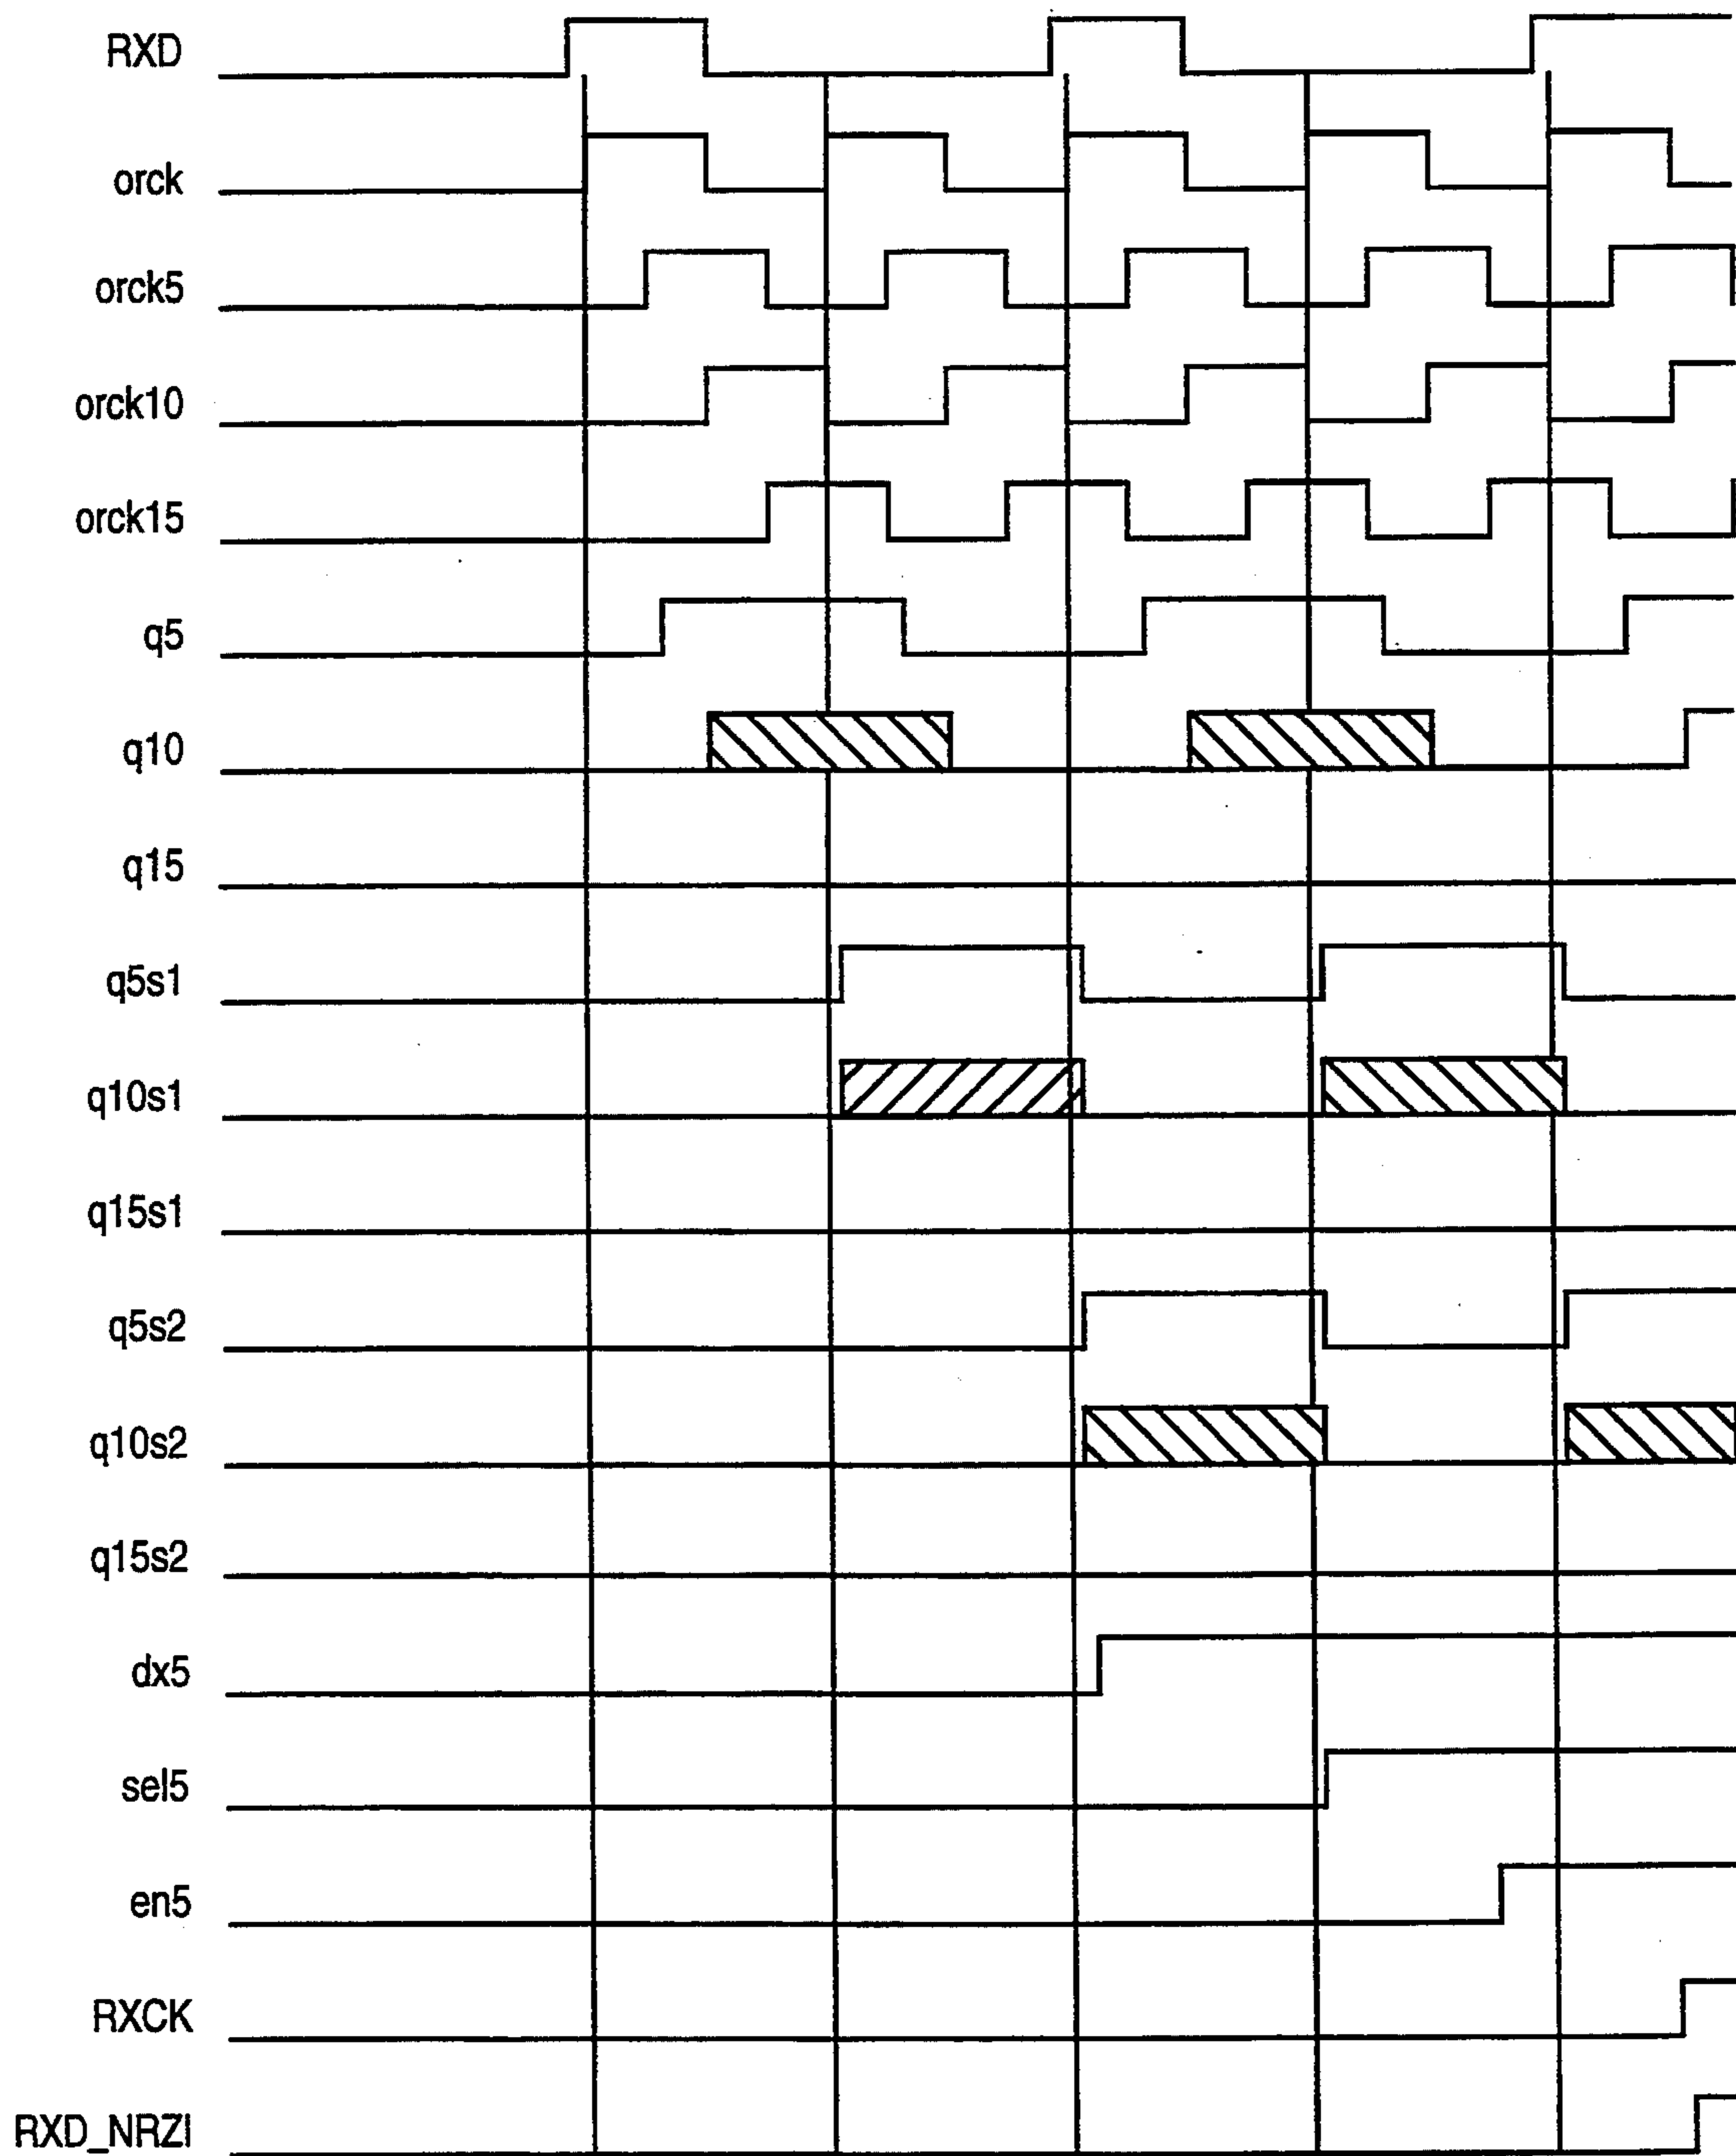 RXD
orck
orck5
orck10
orck15
q5
q10
q15
q5s1
q10s1
q15s1
q5s2
q10s2
q15s2
dx5
sel5
en5
RXCK
RXD_NRZI